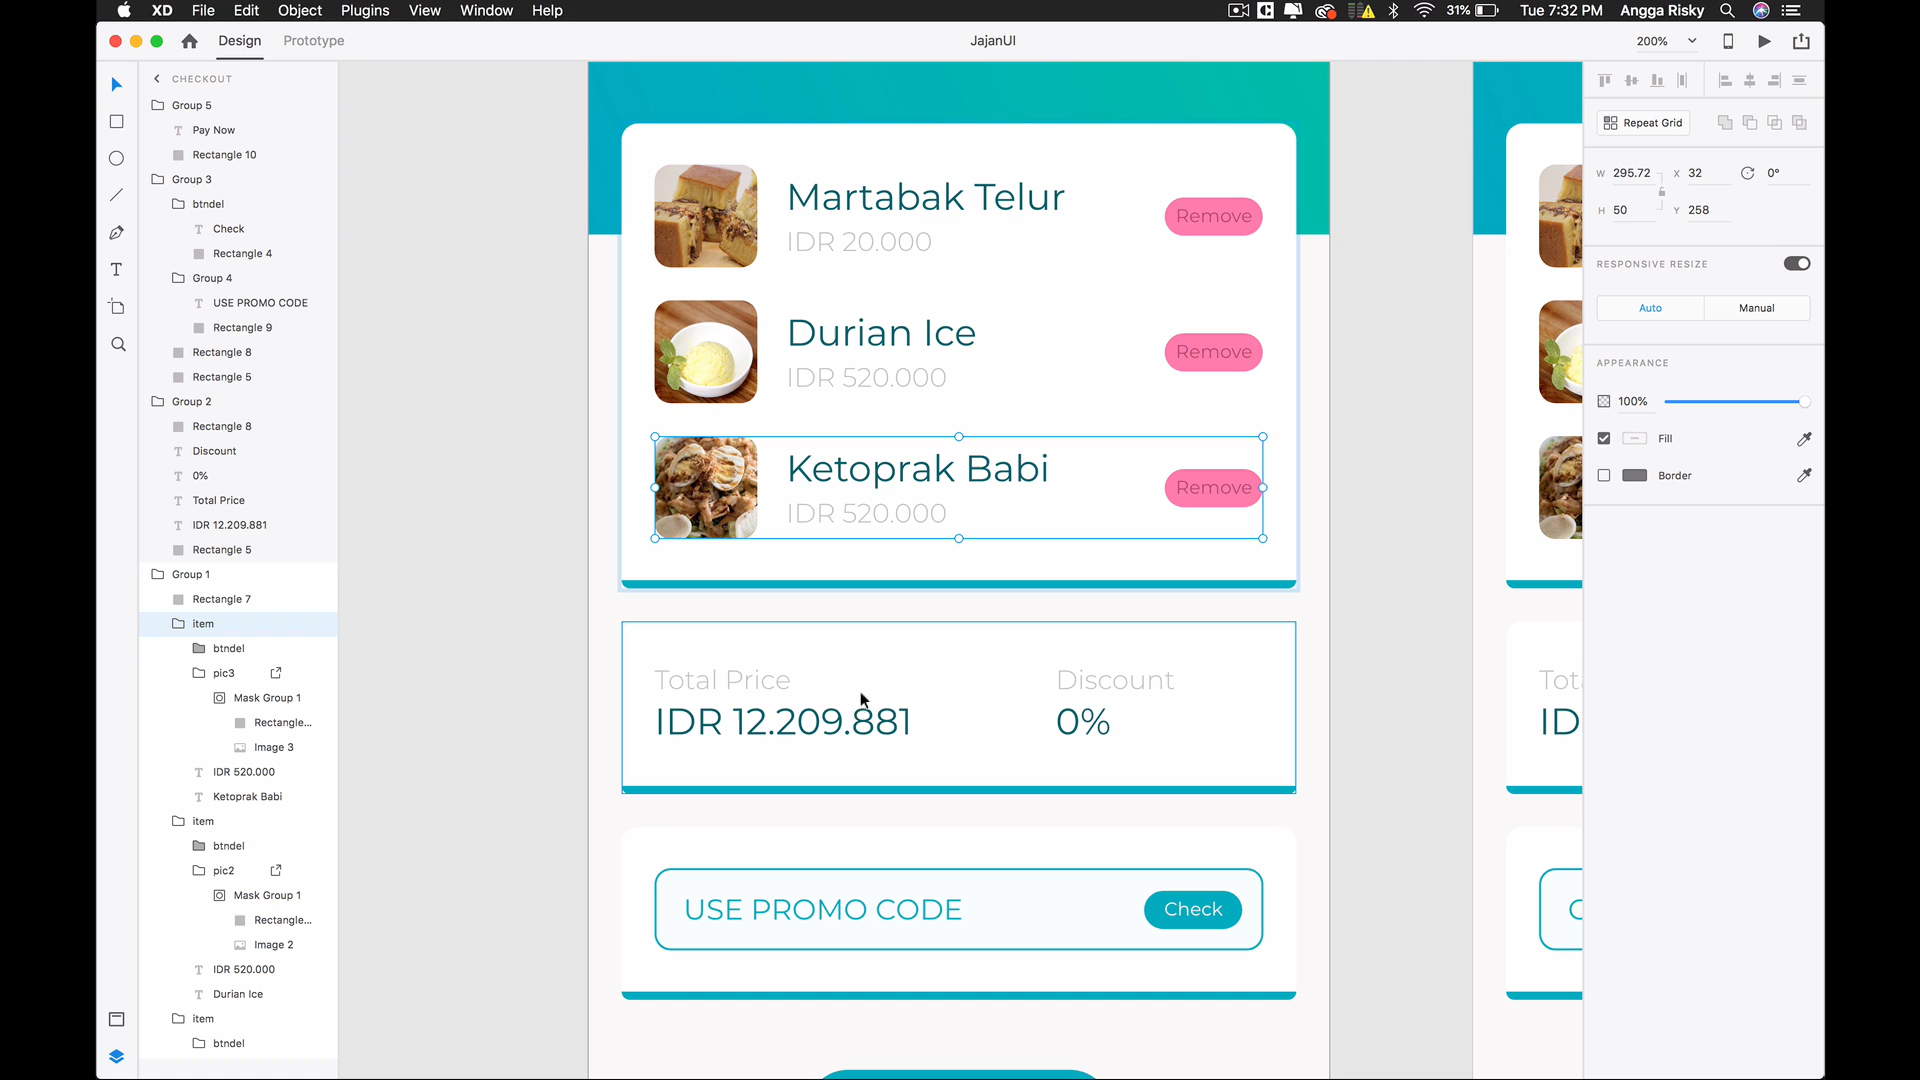 XD File Edit Object Plugins View Window Help
31% Tue 7:32 PM Angga Risky
Design Prototype
JajanUI
200%
CHECKOUT
Group 5
Pay Now
Rectangle 10
Group 3
btndel
Check
Rectangle 4
Group 4
USE PROMO CODE
Rectangle 9
Rectangle 8
Rectangle 5
Group 2
Rectangle 8
Discount
0%
Total Price
IDR 12.209.881
Rectangle 5
Group 1
Rectangle 7
item
btndel
pic3
Mask Group 1
Rectangle...
Image 3
IDR 520.000
Ketoprak Babi
item
btndel
pic2
Mask Group 1
Rectangle...
Image 2
IDR 520.000
Durian Ice
item
btndel
Martabak Telur
IDR 20.000
Remove
Durian Ice
IDR 520.000
Remove
Ketoprak Babi
IDR 520.000
Remove
Total Price
IDR 12.209.881
Discount
0%
USE PROMO CODE
Check
Tot
ID
Repeat Grid
W 295.72 X 32 0°
H 50 Y 258
RESPONSIVE RESIZE
Auto Manual
APPEARANCE
100%
Fill
Border